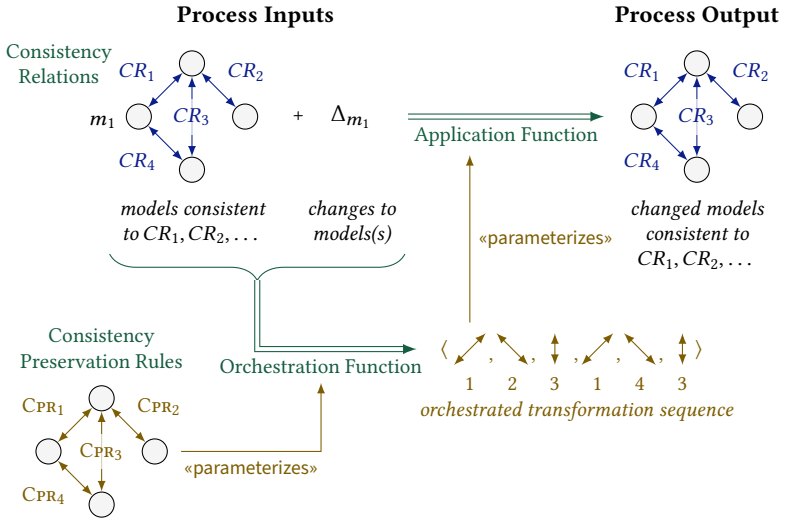 Process Inputs
Process Output
Consistency
Relations
CR1
CR2
m1
CR3
CR4
+
Δm1
Application Function
CR1
CR2
CR3
CR4
models consistent
to CR1, CR2, . . .
changes to
models(s)
«parameterizes»
changed models
consistent to
CR1, CR2, . . .
Consistency
Preservation Rules
Orchestration Function
⟨ , , , , , ⟩
1 2 3 1 4 3
orchestrated transformation sequence
CPR1
CPR2
CPR3
CPR4
«parameterizes»